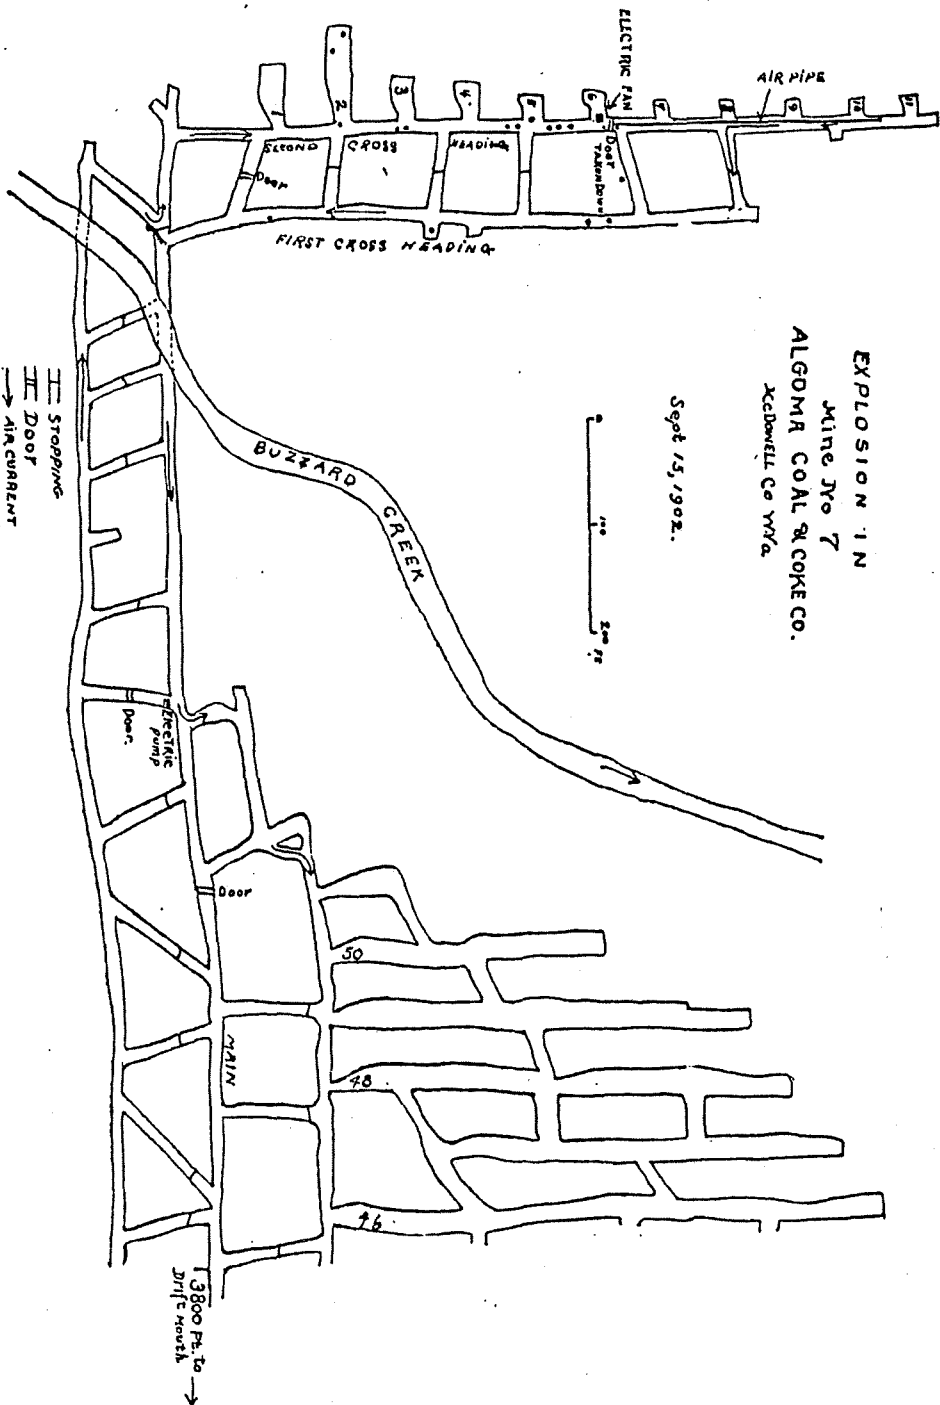 EXPLOSION IN
Mine No 7
ALGOMA COAL & COKE CO.
McDOWELL Co W.Va
Sept 15, 1902.
0 100 200 Ft.
ELECTRIC FAN
AIR PIPE
Door
TAKEN DOWN
1
2
3
4
5
6
7
8
9
10
11
SECOND CROSS HEADING
Door
FIRST CROSS HEADING
BUZZARD CREEK
STOPPING
Door
AIR CURRENT
Electric
pump
Door.
Door
MAIN
50
48
46
3800 Ft. to
Drift Mouth